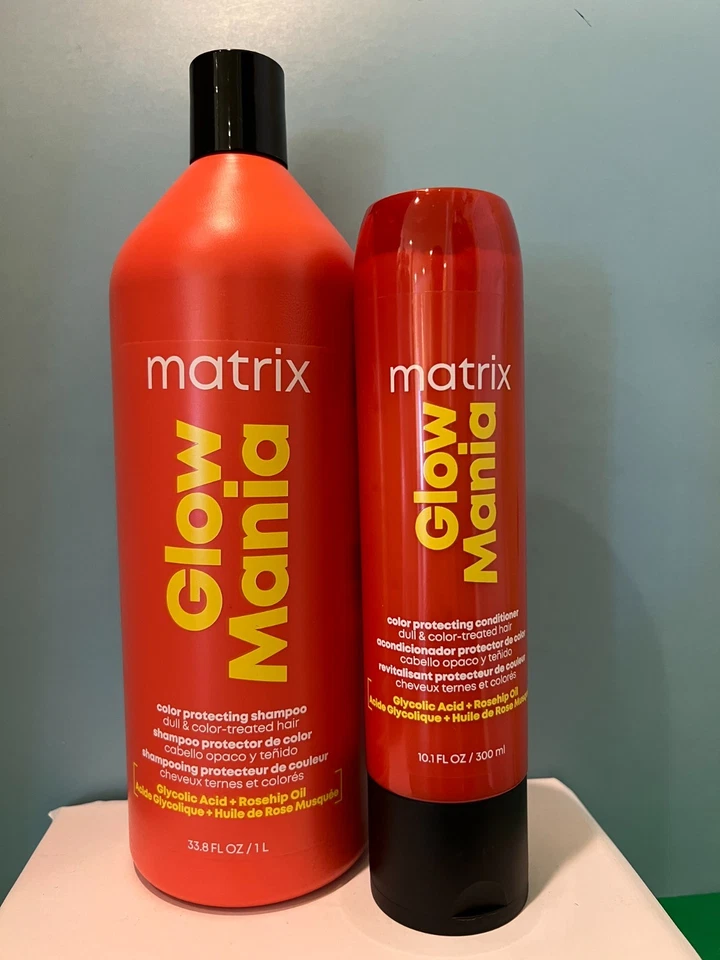 matrix
Glow
Mania
color protecting shampoo
dull & color-treated hair
shampoo protector de color
cabello opaco y teñido
shampooing protecteur de couleur
cheveux ternes et colorés
Glycolic Acid + Rosehip Oil
Acide Glycolique + Huile de Rose Musquée
33.8 FL OZ / 1 L
matrix
Glow
Mania
color protecting conditioner
dull & color-treated hair
acondicionador protector de color
cabello opaco y teñido
revitalisant protecteur de couleur
cheveux ternes et colorés
Glycolic Acid + Rosehip Oil
Acide Glycolique + Huile de Rose
10.1 FL OZ / 300 ml